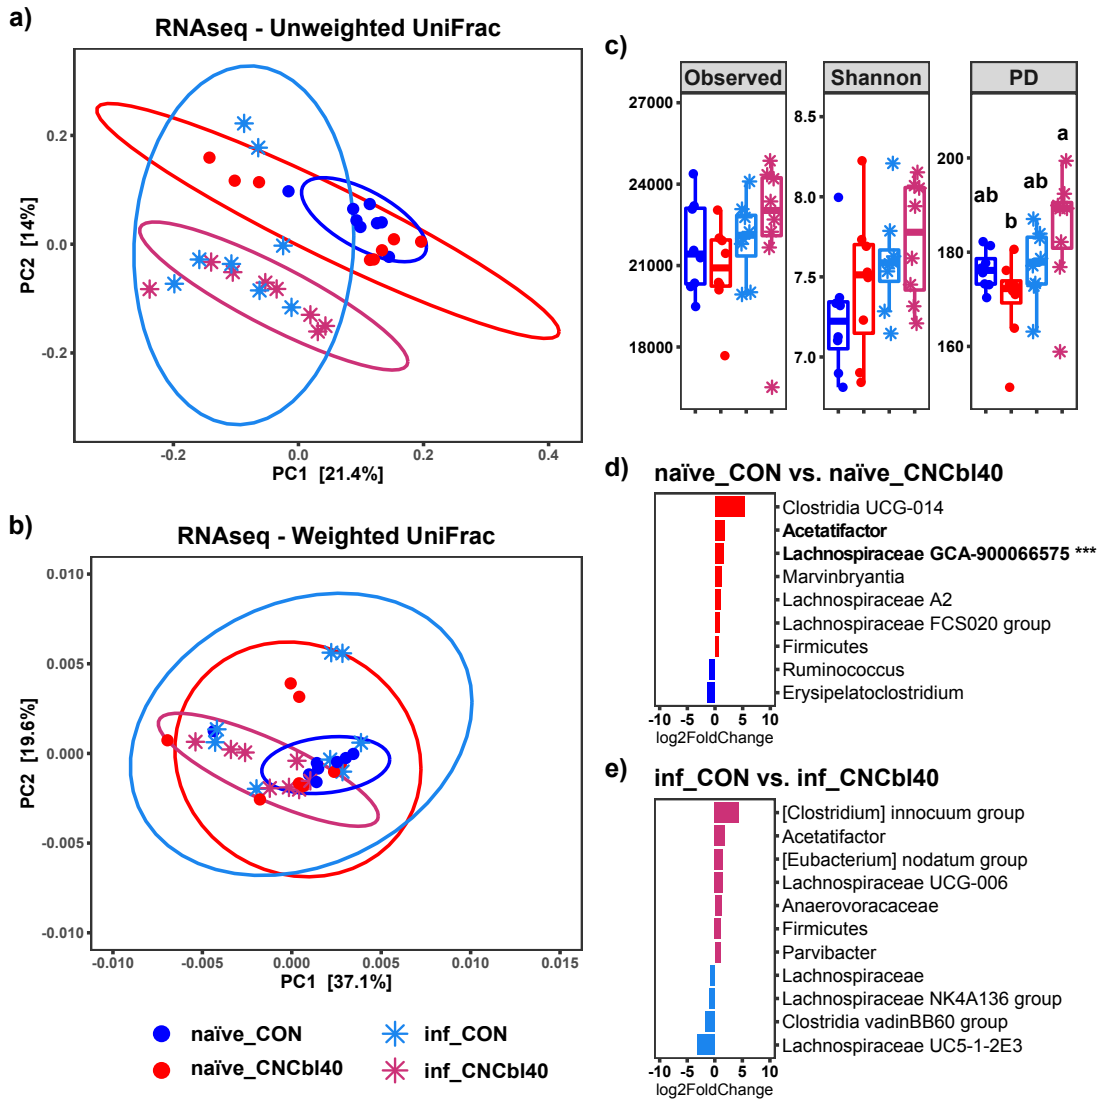 a)
RNAseq - Unweighted UniFrac
PC2 [14%]
0.2
0.0
-0.2
-0.2
0.0
0.2
0.4
PC1 [21.4%]
b)
RNAseq - Weighted UniFrac
PC2 [19.6%]
0.010
0.005
0.000
-0.005
-0.010
-0.010
-0.005
0.000
0.005
0.010
0.015
PC1 [37.1%]
naïve_CON
inf_CON
naïve_CNCbl40
inf_CNCbl40
c)
Observed
27000
24000
21000
18000
Shannon
8.5
8.0
7.5
7.0
PD
200
180
160
ab
b
ab
a
d)
naïve_CON vs. naïve_CNCbl40
Clostridia UCG-014
Acetatifactor
Lachnospiraceae GCA-900066575 ***
Marvinbryantia
Lachnospiraceae A2
Lachnospiraceae FCS020 group
Firmicutes
Ruminococcus
Erysipelatoclostridium
-10 -5 0 5 10
log2FoldChange
e)
inf_CON vs. inf_CNCbl40
[Clostridium] innocuum group
Acetatifactor
[Eubacterium] nodatum group
Lachnospiraceae UCG-006
Anaerovoracaceae
Firmicutes
Parvibacter
Lachnospiraceae
Lachnospiraceae NK4A136 group
Clostridia vadinBB60 group
Lachnospiraceae UC5-1-2E3
-10 -5 0 5 10
log2FoldChange